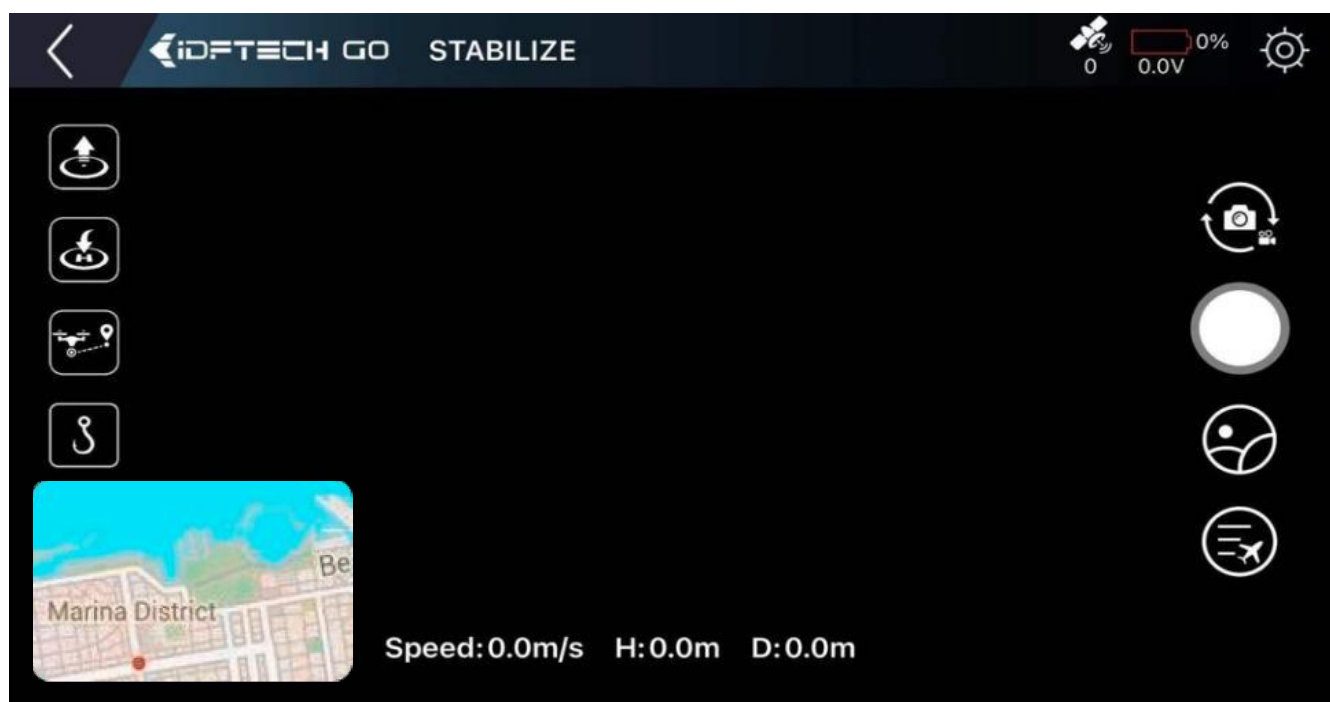 iDFTECH GO STABILIZE
0
0%
0.0V
Be
Marina District
Speed:0.0m/s H:0.0m D:0.0m